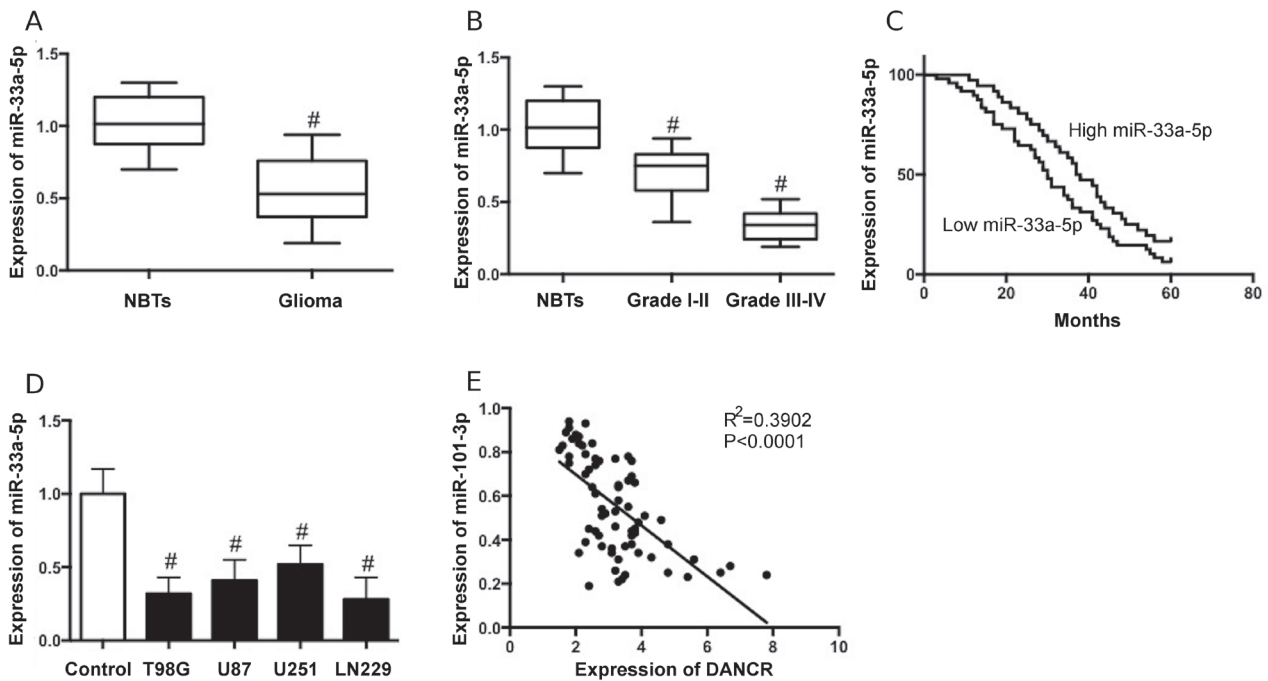 A
Expression of miR-33a-5p
1.5
1.0
0.5
0.0
#
NBTs
Glioma
B
Expression of miR-33a-5p
1.5
1.0
0.5
0.0
#
#
NBTs
Grade I-II
Grade III-IV
C
Expression of miR-33a-5p
100
50
0
High miR-33a-5p
Low miR-33a-5p
0 20 40 60 80
Months
D
Expression of miR-33a-5p
1.5
1.0
0.5
0.0
# # # #
Control T98G U87 U251 LN229
E
Expression of miR-101-3p
1.0
0.8
0.6
0.4
0.2
0.0
R²=0.3902
P<0.0001
0 2 4 6 8 10
Expression of DANCR